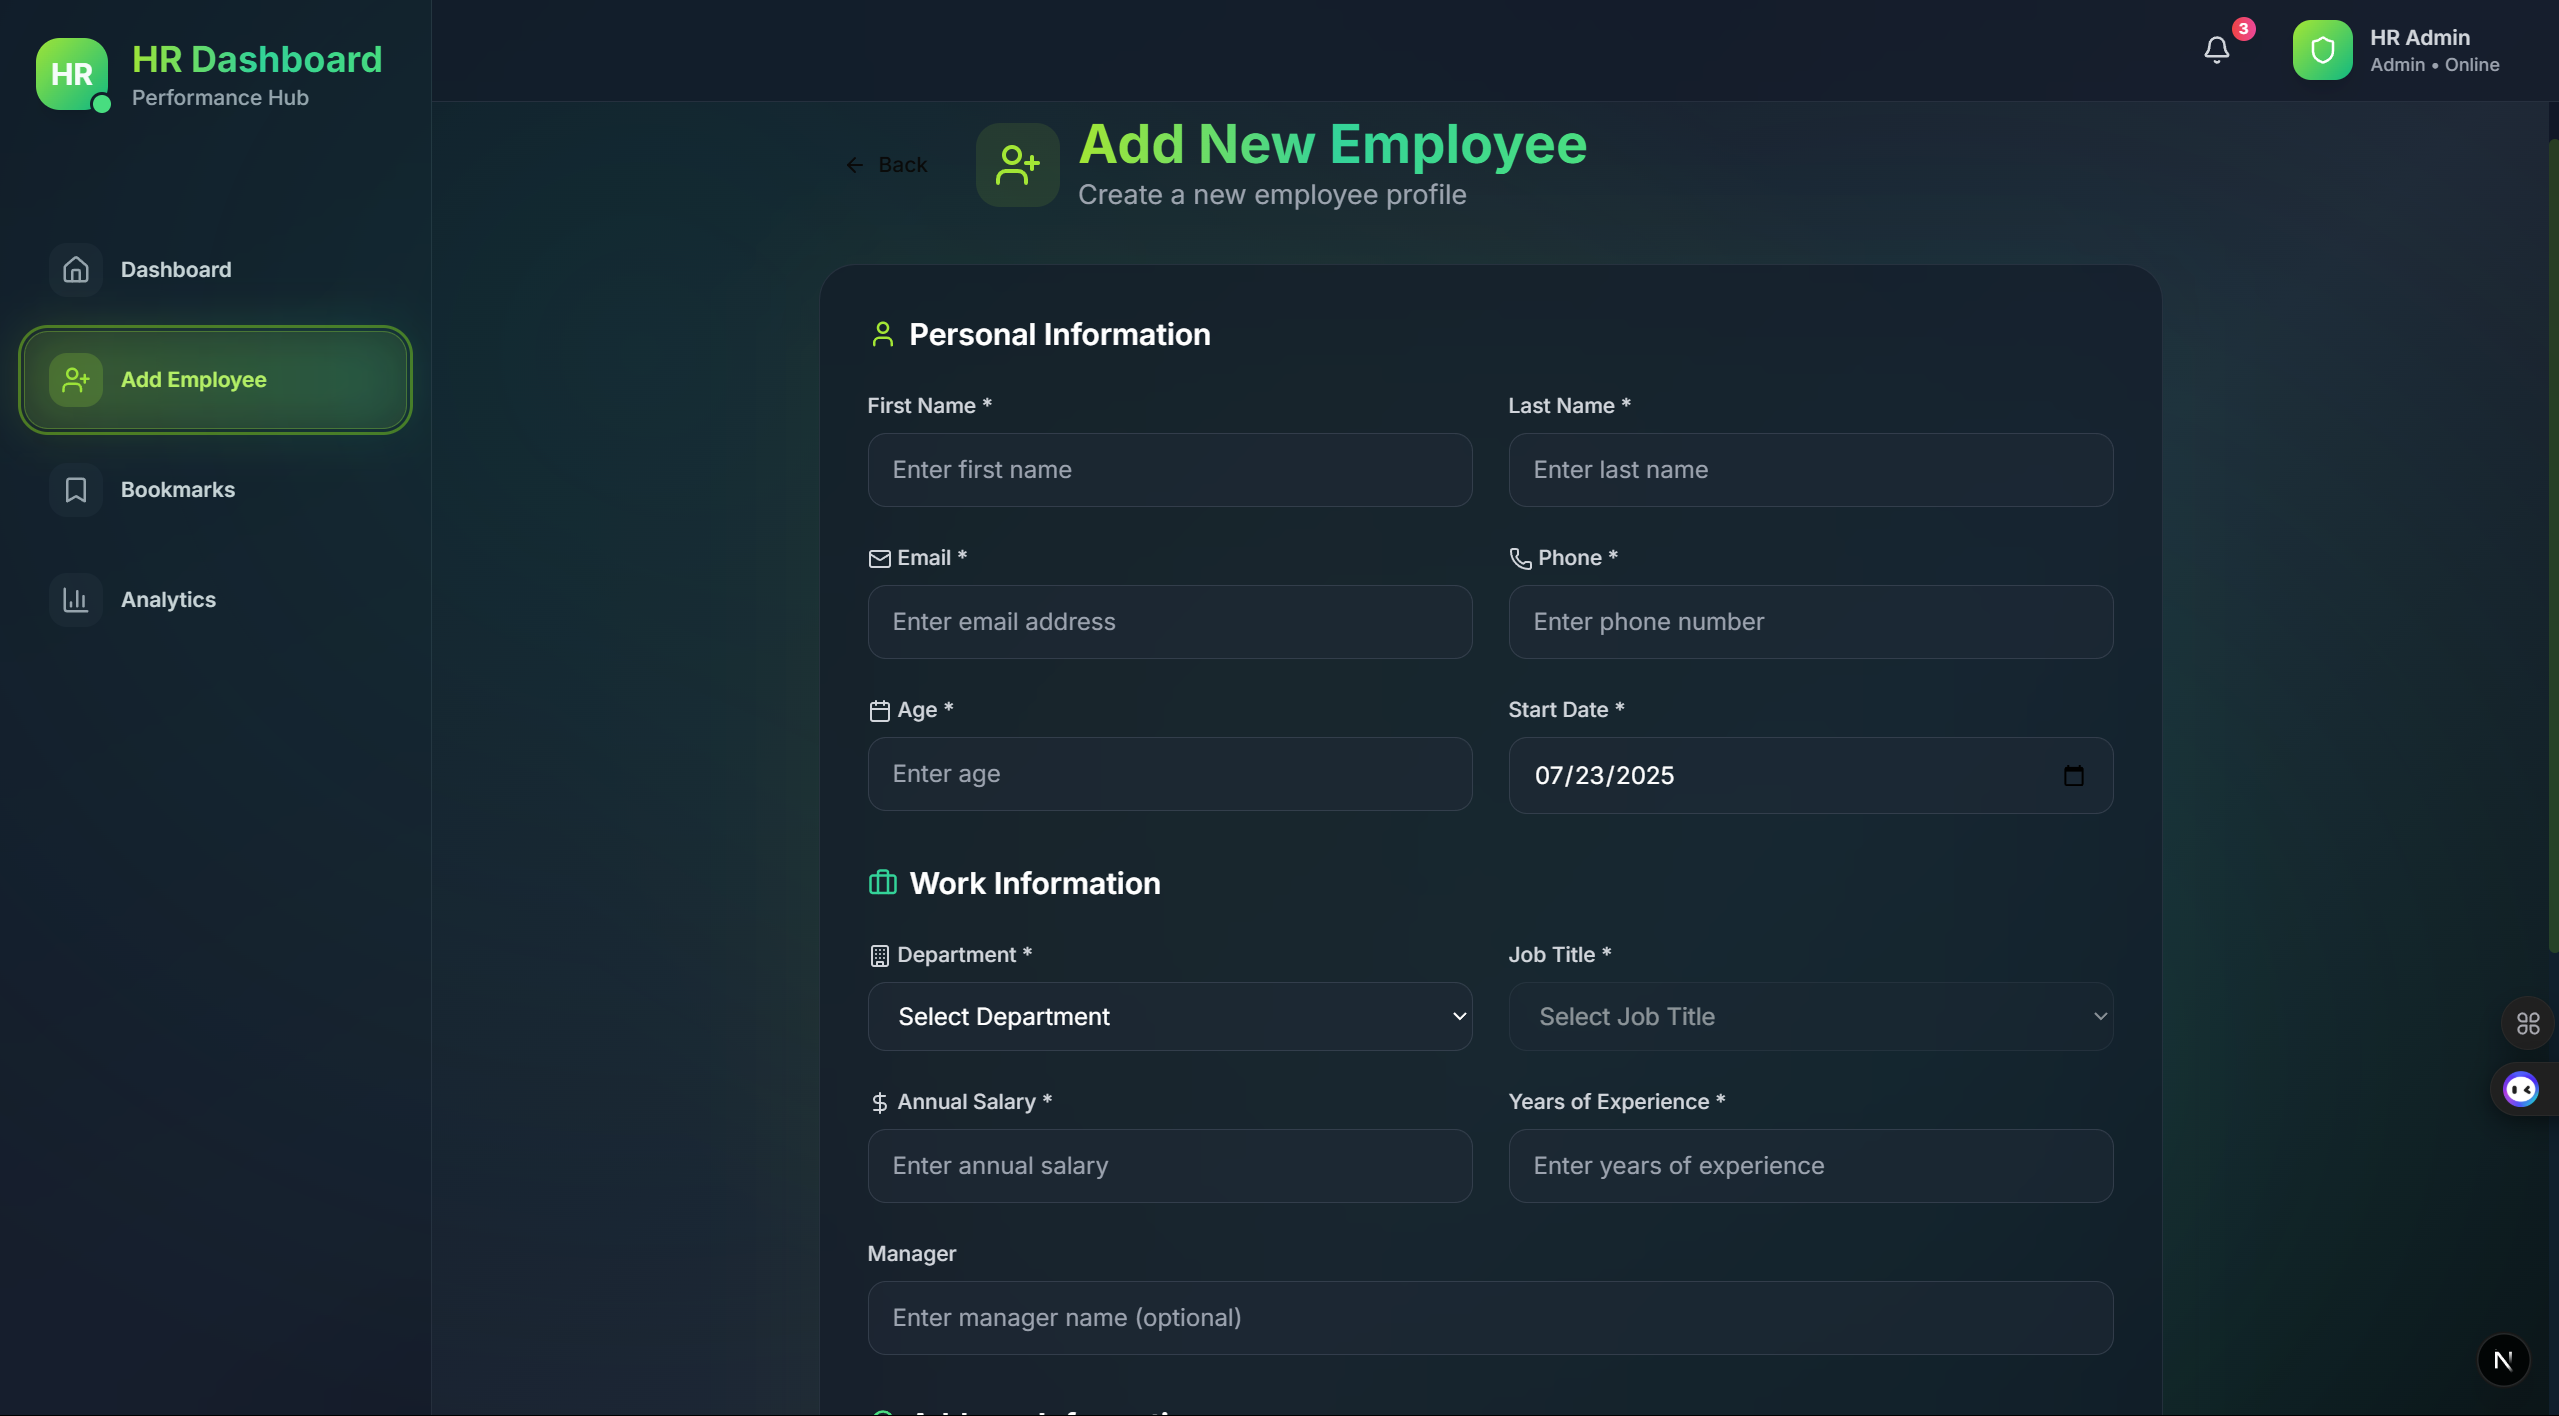 HR
HR Dashboard
Performance Hub
3
HR Admin
Admin • Online
Dashboard
Add Employee
Bookmarks
Analytics
Back
Add New Employee
Create a new employee profile
Personal Information
First Name *
Last Name *
Enter first name
Enter last name
Email *
Phone *
Enter email address
Enter phone number
Age *
Start Date *
Enter age
07/23/2025
Work Information
Department *
Job Title *
Select Department
Select Job Title
Annual Salary *
Years of Experience *
Enter annual salary
Enter years of experience
Manager
Enter manager name (optional)
N